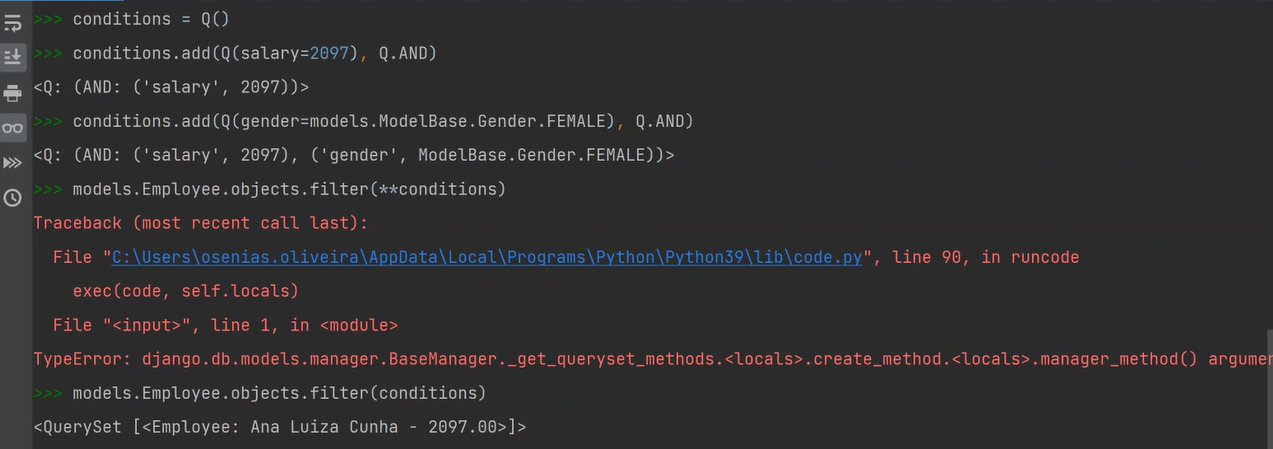 >>> conditions = Q()
>>> conditions.add(Q(salary=2097), Q.AND)
<Q: (AND: ('salary', 2097))>
>>> conditions.add(Q(gender=models.ModelBase.Gender.FEMALE), Q.AND)
<Q: (AND: ('salary', 2097), ('gender', ModelBase.Gender.FEMALE))>
>>> models.Employee.objects.filter(**conditions)
Traceback (most recent call last):
  File "C:\Users\osenias.oliveira\AppData\Local\Programs\Python\Python39\lib\code.py", line 90, in runcode
    exec(code, self.locals)
  File "<input>", line 1, in <module>
TypeError: django.db.models.manager.BaseManager._get_queryset_methods.<locals>.create_method.<locals>.manager_method()
>>> models.Employee.objects.filter(conditions)
<QuerySet [<Employee: Ana Luiza Cunha - 2097.00>]>